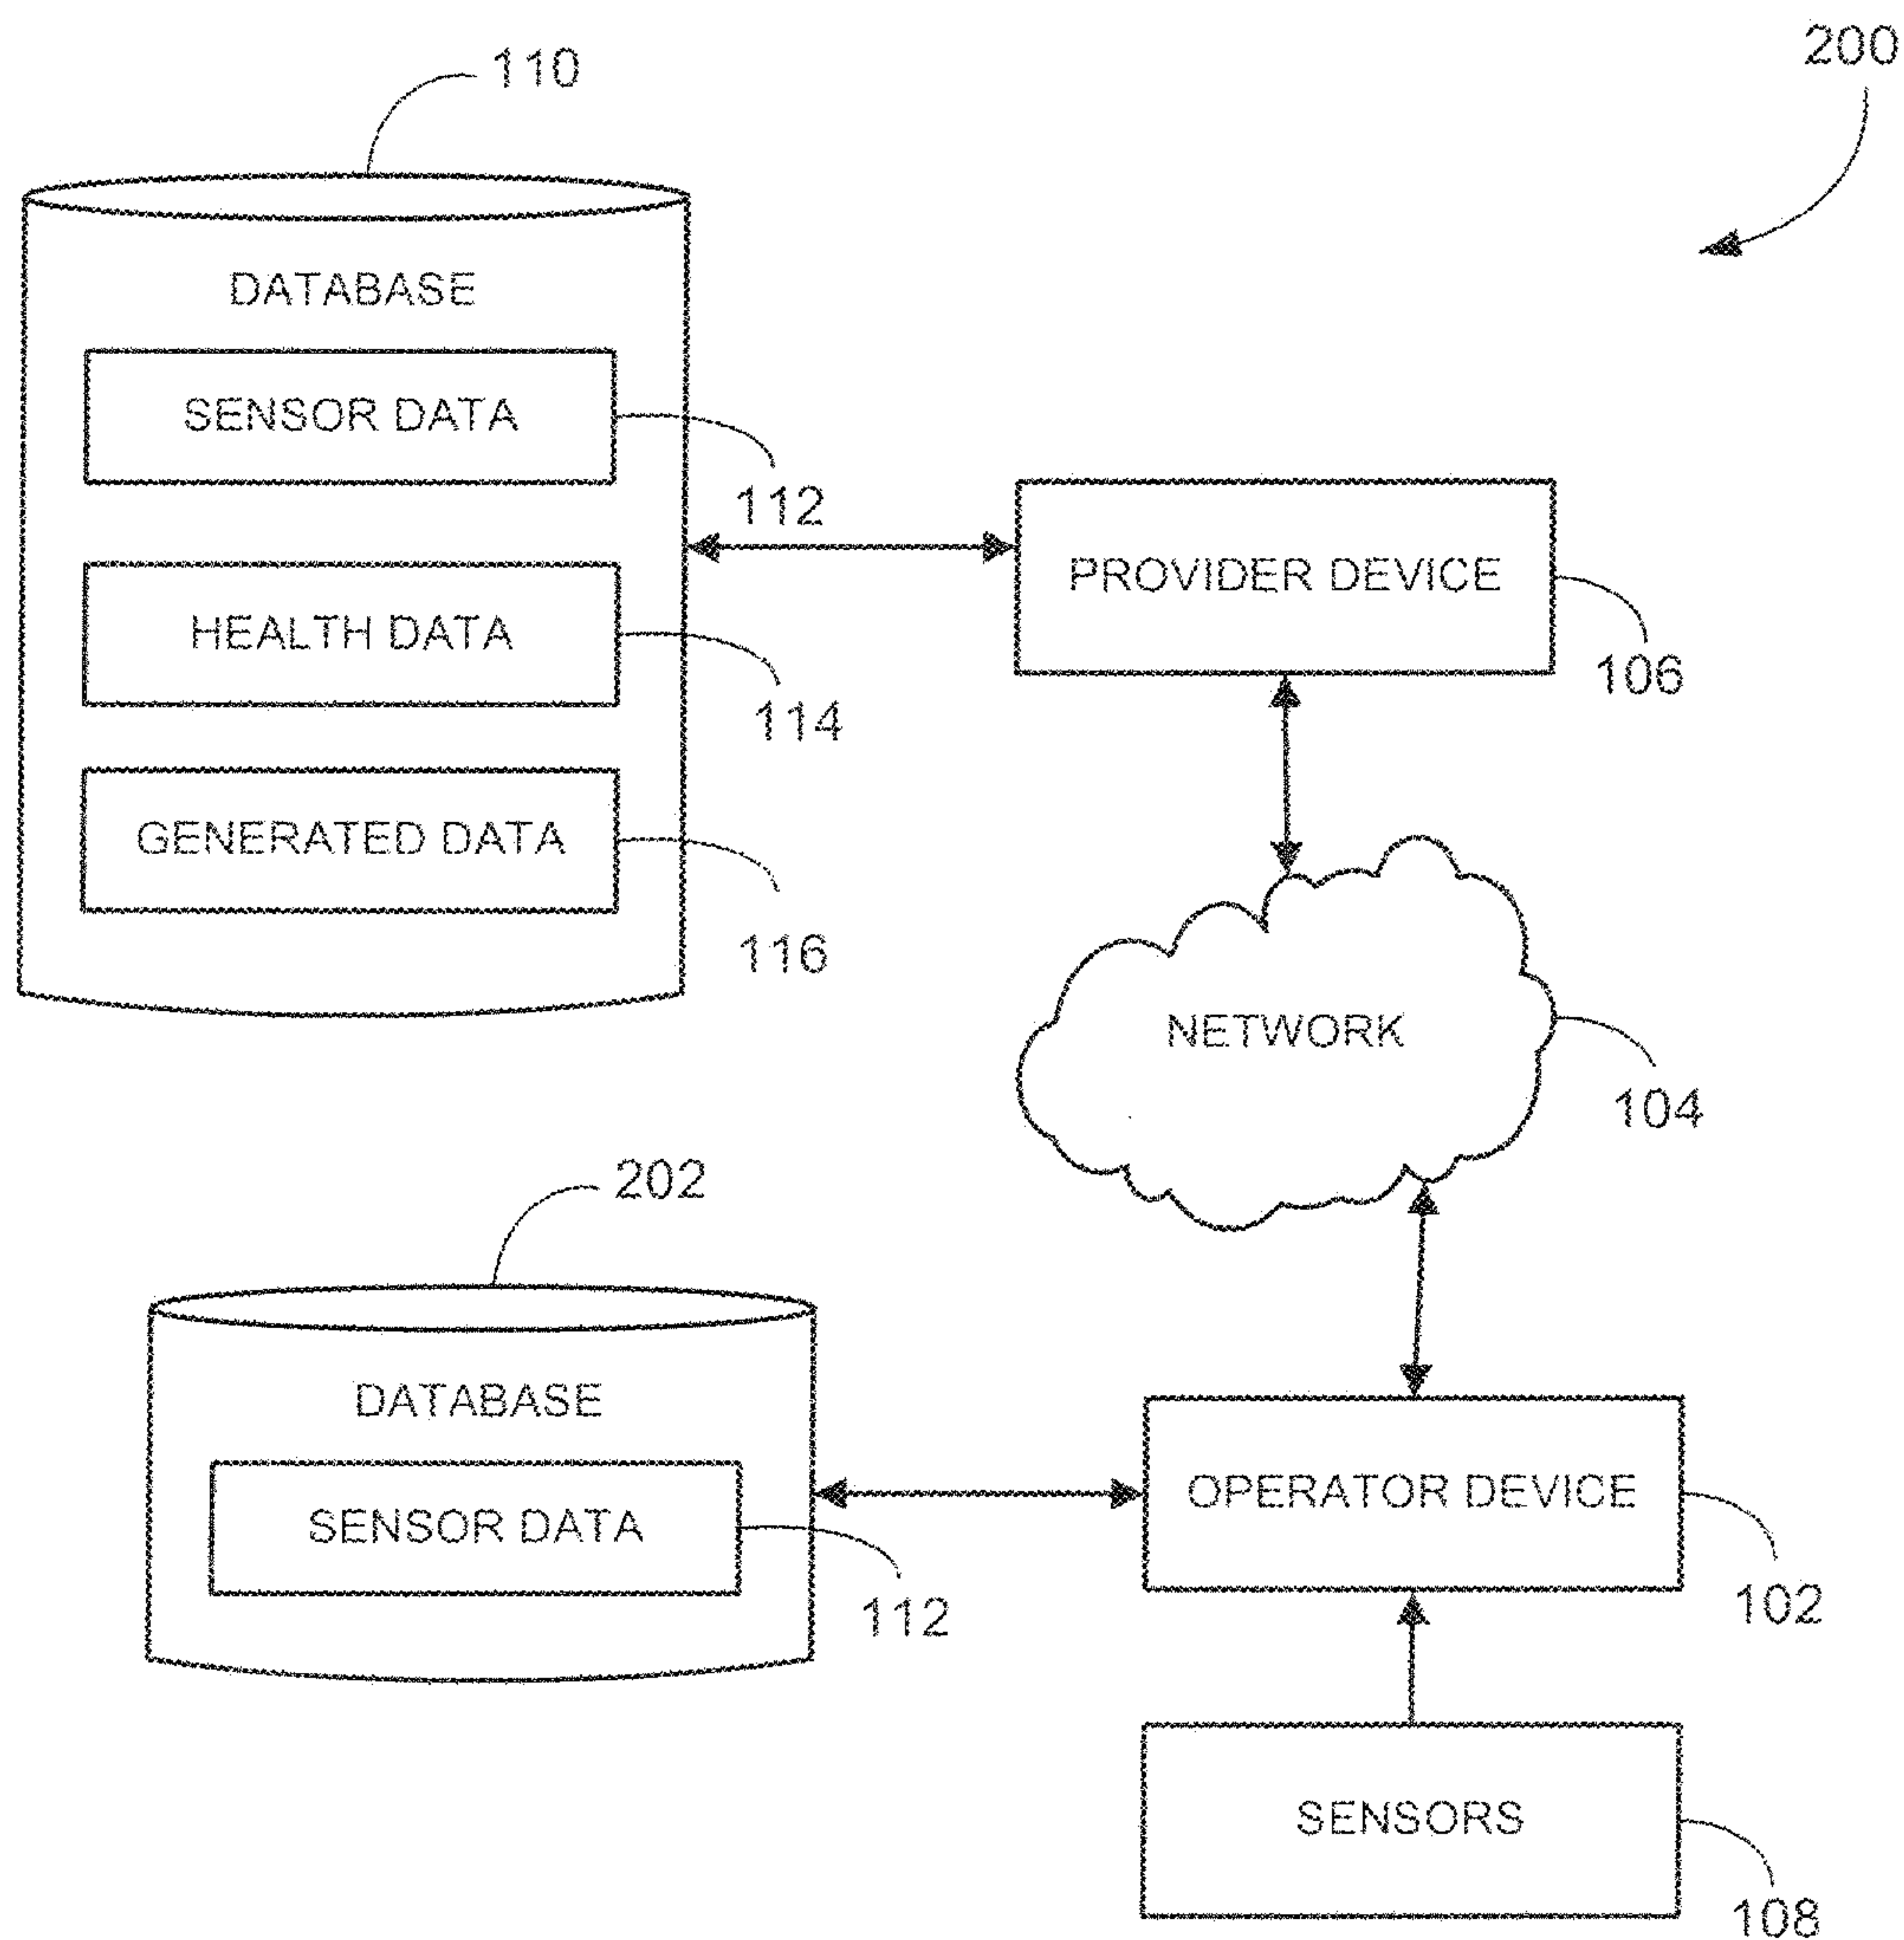 200
110
DATABASE
SENSOR DATA
112
PROVIDER DEVICE
106
HEALTH DATA
114
GENERATED DATA
116
NETWORK
104
202
DATABASE
SENSOR DATA
112
OPERATOR DEVICE
102
SENSORS
108